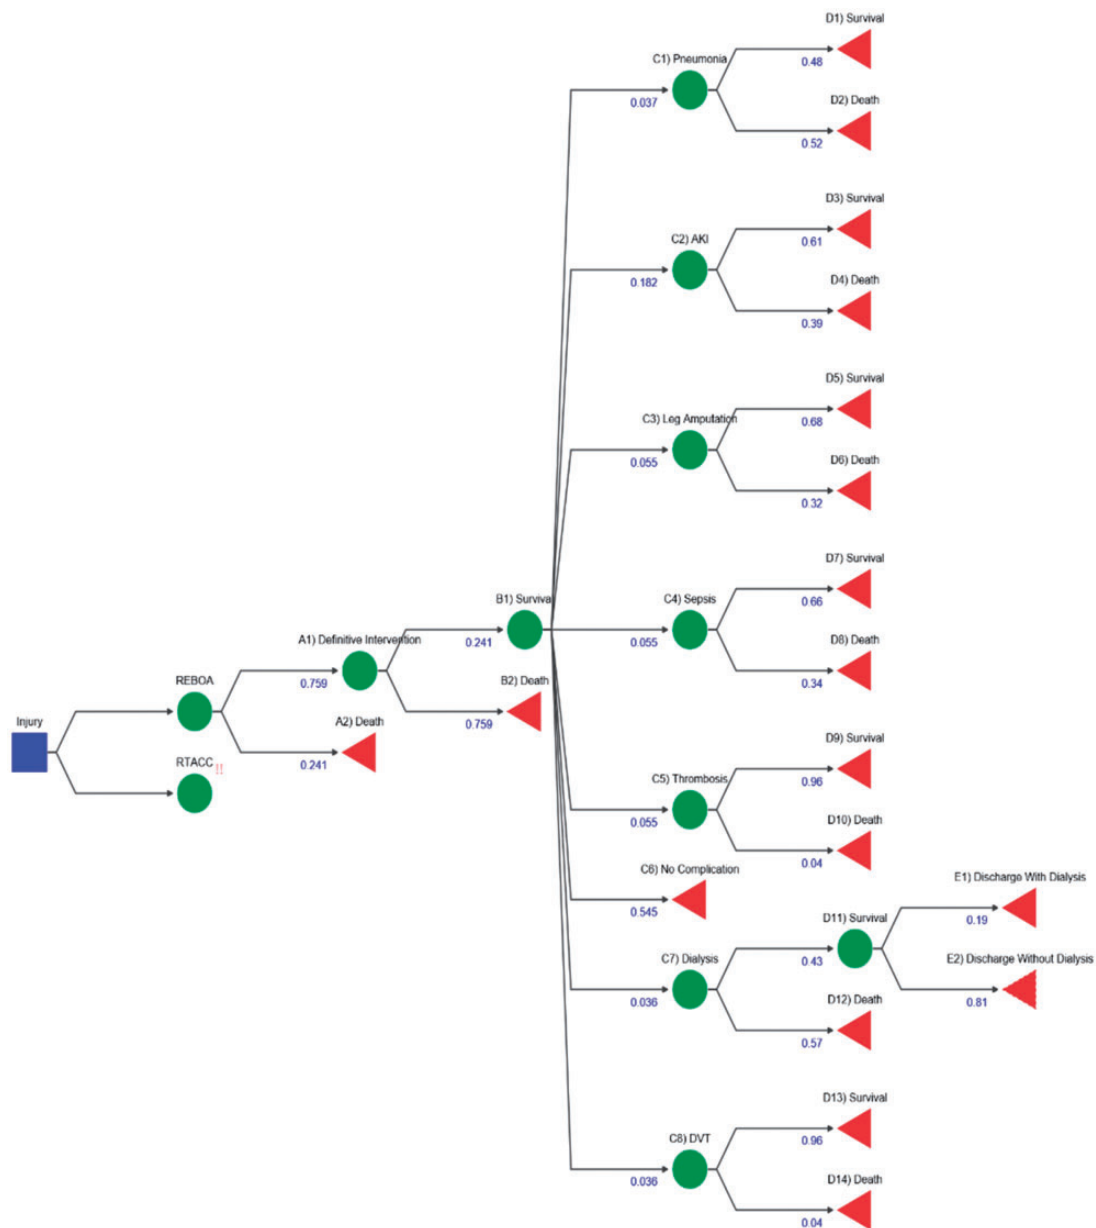 D1) Survival
0.48
C1) Pneumonia
0.037
D2) Death
0.52
D3) Survival
0.61
C2) AKI
0.182
D4) Death
0.39
D5) Survival
0.68
C3) Leg Amputation
0.055
D6) Death
0.32
D7) Survival
0.66
B1) Survival
0.241
C4) Sepsis
0.055
D8) Death
0.34
A1) Definitive Intervention
0.759
B2) Death
0.759
REBOA
A2) Death
0.241
Injury
RTACC !!
D9) Survival
0.96
C5) Thrombosis
0.055
D10) Death
0.04
C6) No Complication
0.545
E1) Discharge With Dialysis
0.19
D11) Survival
0.43
E2) Discharge Without Dialysis
0.81
C7) Dialysis
0.036
D12) Death
0.57
D13) Survival
0.96
C8) DVT
0.036
D14) Death
0.04